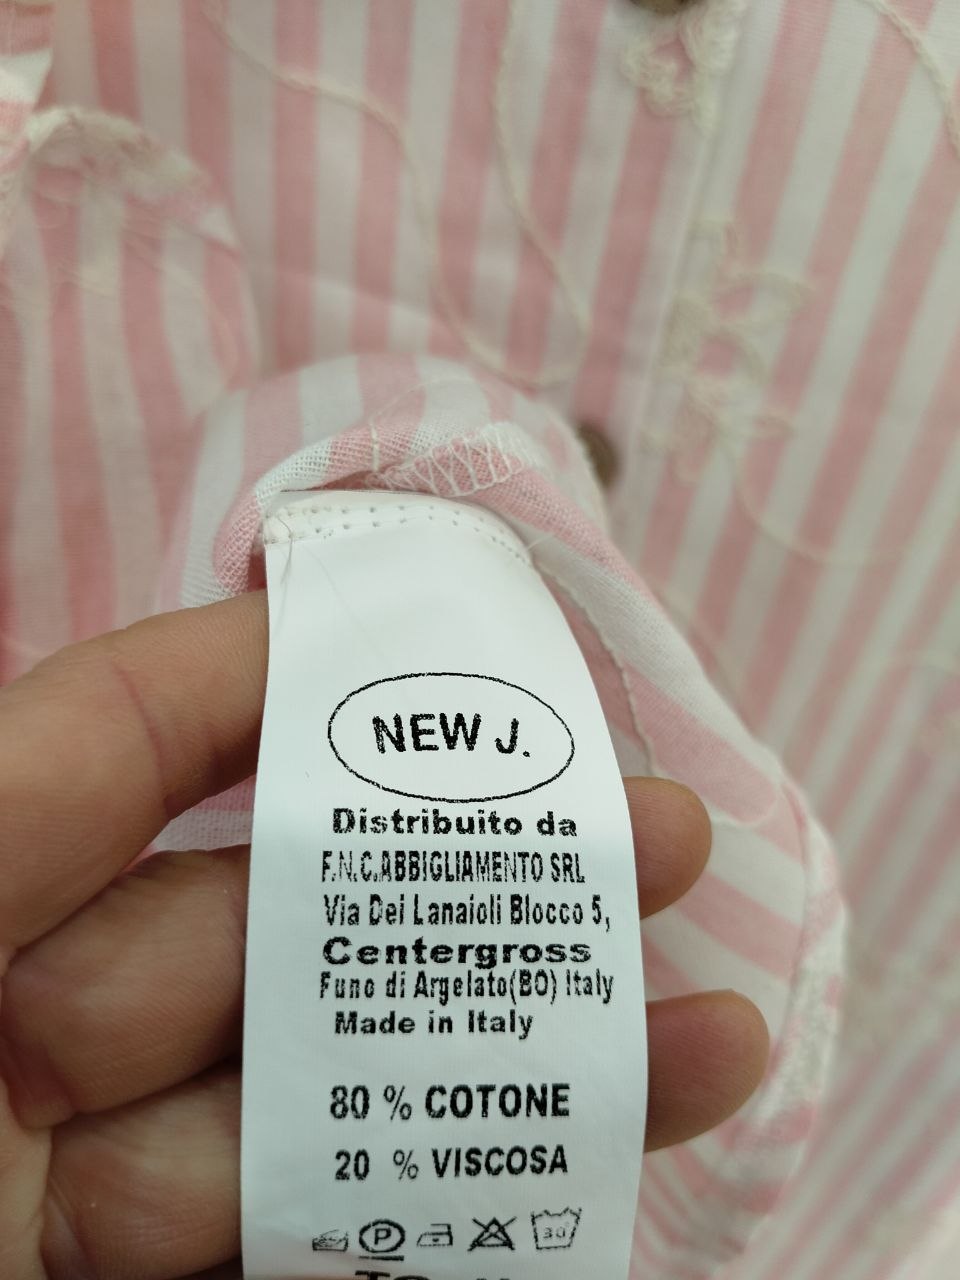 NEW J.
Distribuito da
F.N.C.ABBIGLIAMENTO SRL
Via Dei Lanaioli Blocco 5,
Centergross
Funo di Argelato(BO) Italy
Made in Italy
80 % COTONE
20 % VISCOSA
P 30°